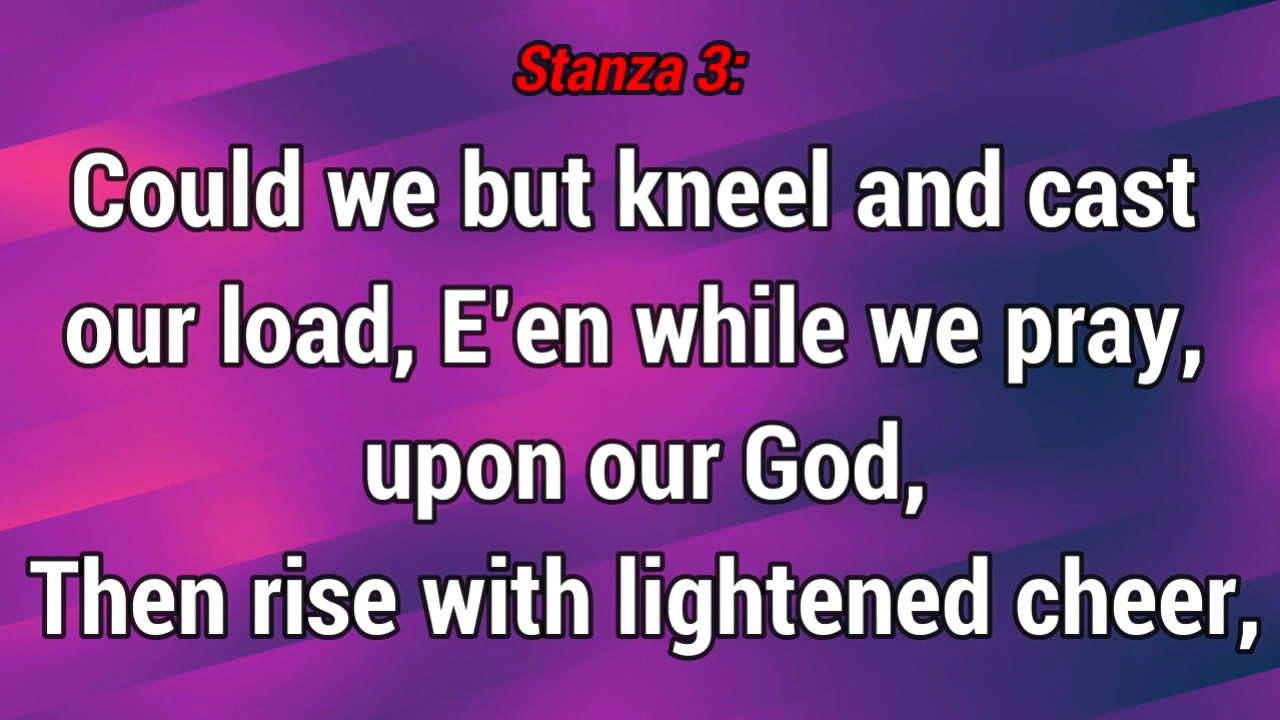 Stanza 3:
Could we but kneel and cast
our load, E'en while we pray,
upon our God,
Then rise with lightened cheer,